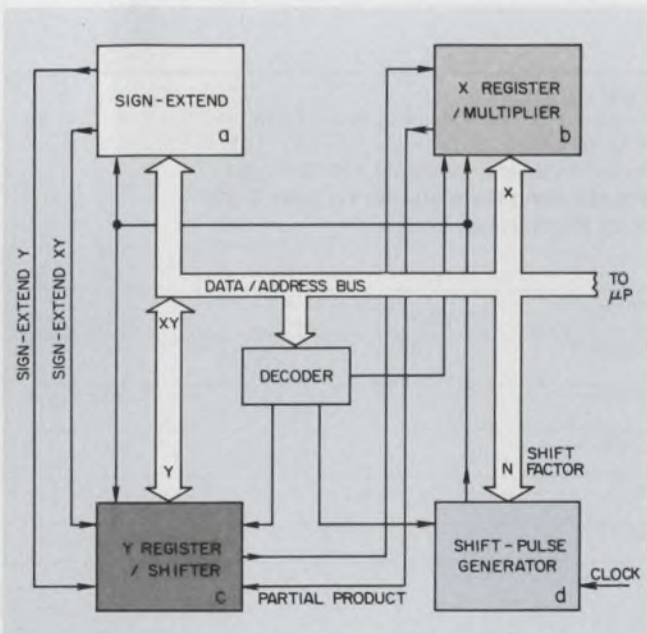 SIGN-EXTEND
a
X REGISTER
/ MULTIPLIER
b
X
SIGN-EXTEND Y
SIGN-EXTEND XY
DATA / ADDRESS BUS
TO
μP
XY
DECODER
Y
N
SHIFT
FACTOR
Y REGISTER
/ SHIFTER
c
PARTIAL PRODUCT
SHIFT-PULSE
GENERATOR
d
CLOCK